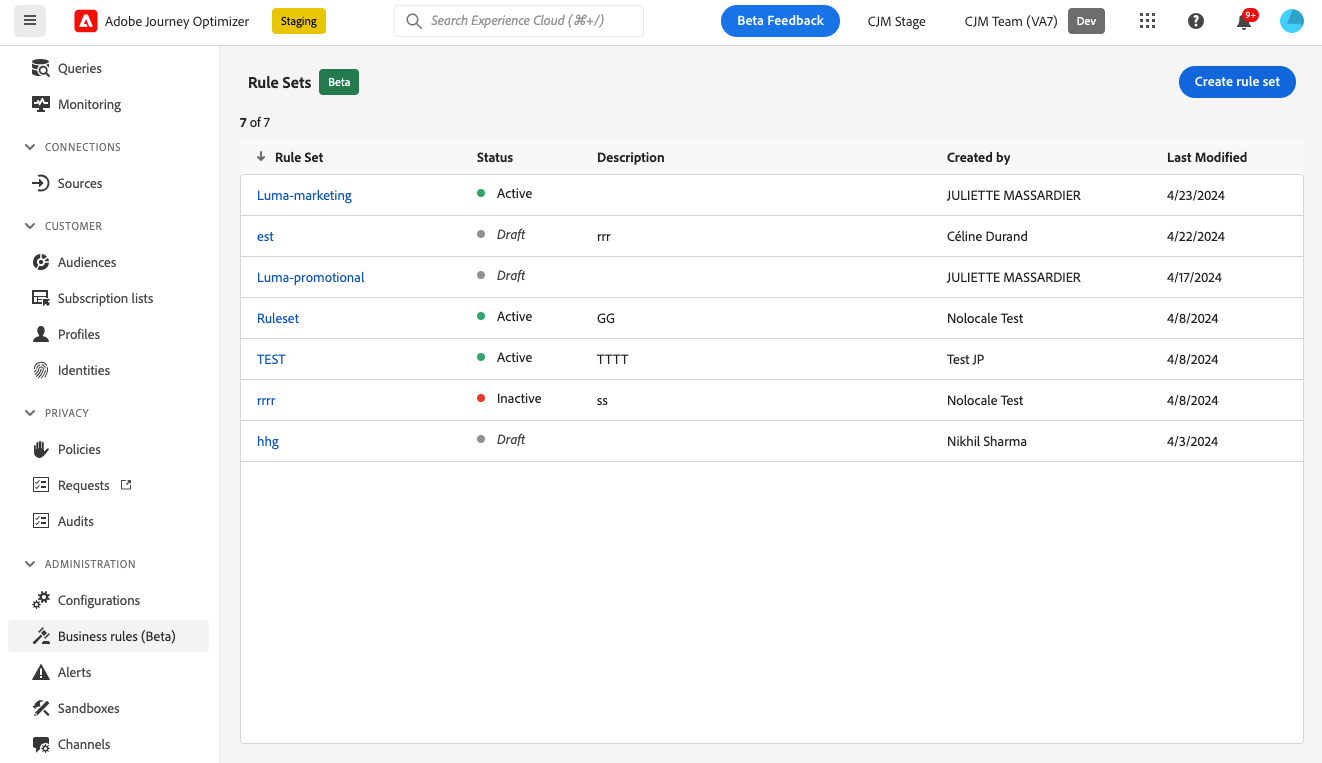 Adobe Journey Optimizer Staging Search Experience Cloud (⌘+/) Beta Feedback CJM Stage CJM Team (VA7) Dev 9+
Queries
Monitoring
CONNECTIONS
Sources
CUSTOMER
Audiences
Subscription lists
Profiles
Identities
PRIVACY
Policies
Requests
Audits
ADMINISTRATION
Configurations
Business rules (Beta)
Alerts
Sandboxes
Channels
Rule Sets Beta Create rule set
7 of 7
Rule Set Status Description Created by Last Modified
Luma-marketing Active JULIETTE MASSARDIER 4/23/2024
est Draft rrr Céline Durand 4/22/2024
Luma-promotional Draft JULIETTE MASSARDIER 4/17/2024
Ruleset Active GG Nolocale Test 4/8/2024
TEST Active TTTT Test JP 4/8/2024
rrrr Inactive ss Nolocale Test 4/8/2024
hhg Draft Nikhil Sharma 4/3/2024